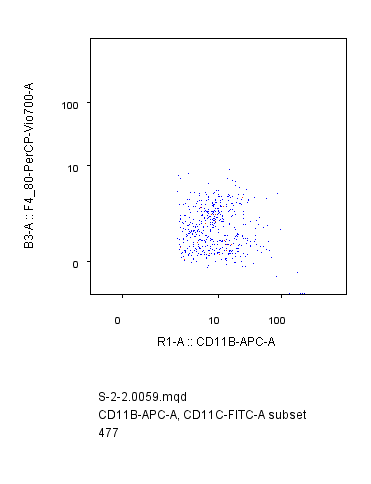 B3-A :: F4_80-PerCP-Vio700-A
100
10
0
0
10
100
R1-A :: CD11B-APC-A
S-2-2.0059.mqd
CD11B-APC-A, CD11C-FITC-A subset
477